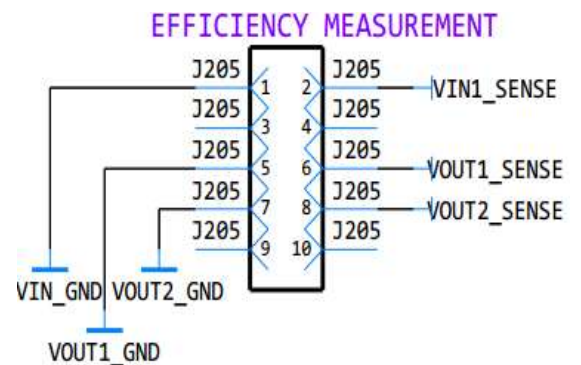 EFFICIENCY MEASUREMENT
J205 J205
1 2 VIN1_SENSE
J205 J205
3 4
J205 J205
5 6 VOUT1_SENSE
J205 J205
7 8 VOUT2_SENSE
J205 J205
9 10
VIN_GND VOUT2_GND
VOUT1_GND